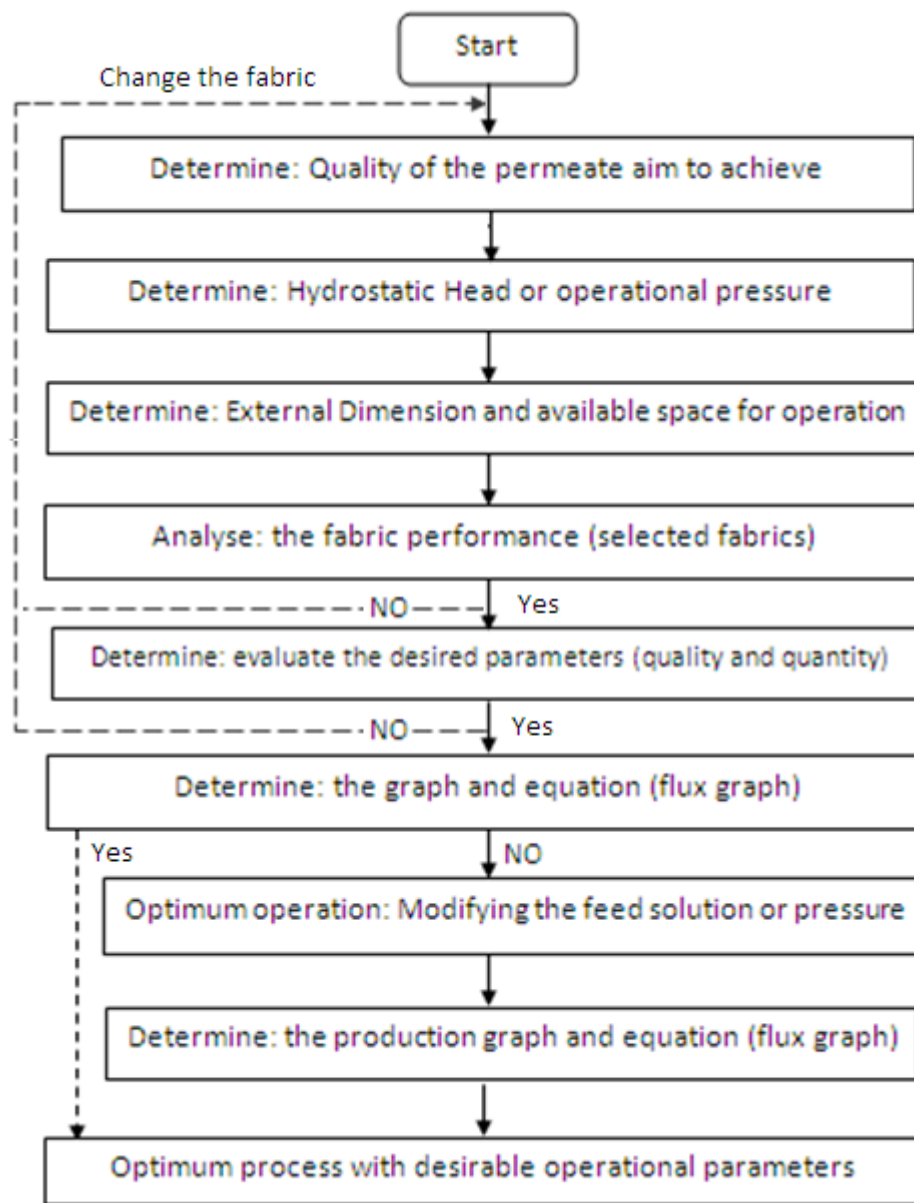 Start
Change the fabric
Determine: Quality of the permeate aim to achieve
Determine: Hydrostatic Head or operational pressure
Determine: External Dimension and available space for operation
Analyse: the fabric performance (selected fabrics)
NO
Yes
Determine: evaluate the desired parameters (quality and quantity)
NO
Yes
Determine: the graph and equation (flux graph)
Yes
NO
Optimum operation: Modifying the feed solution or pressure
Determine: the production graph and equation (flux graph)
Optimum process with desirable operational parameters